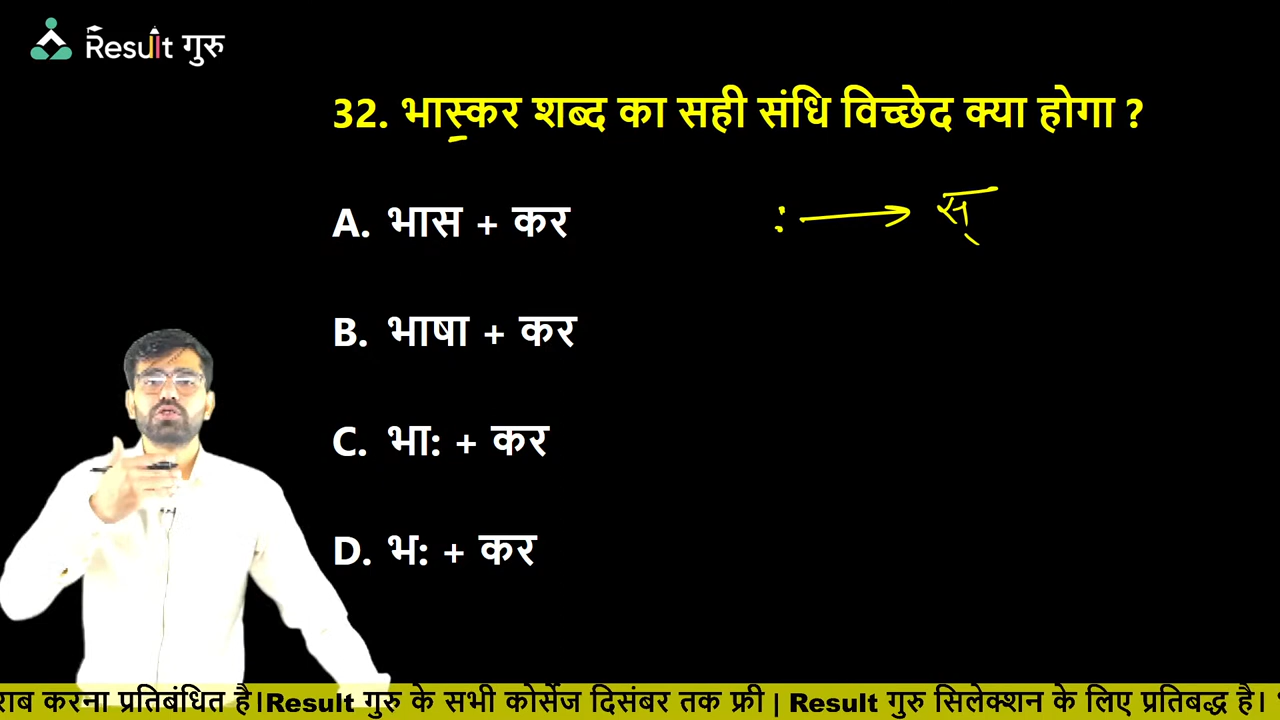 Result गुरु
32. भास्कर शब्द का सही संधि विच्छेद क्या होगा ?
A. भास + कर
: → स्
B. भाषा + कर
C. भा: + कर
D. भ: + कर
राब करना प्रतिबंधित है।Result गुरु के सभी कोर्सेज दिसंबर तक फ्री | Result गुरु सिलेक्शन के लिए प्रतिबद्ध है।